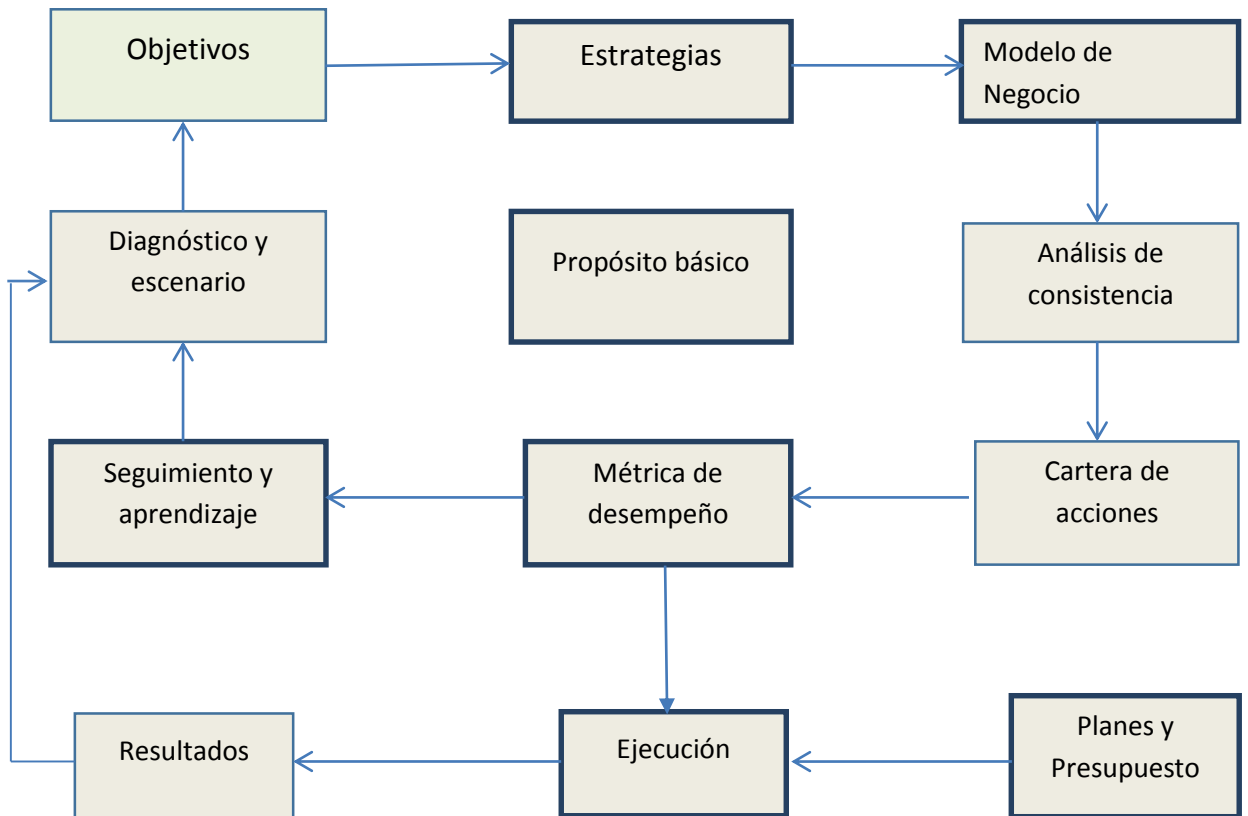 Objetivos
Estrategias
Modelo de
Negocio
Diagnóstico y
escenario
Propósito básico
Análisis de
consistencia
Seguimiento y
aprendizaje
Métrica de
desempeño
Cartera de
acciones
Resultados
Ejecución
Planes y
Presupuesto